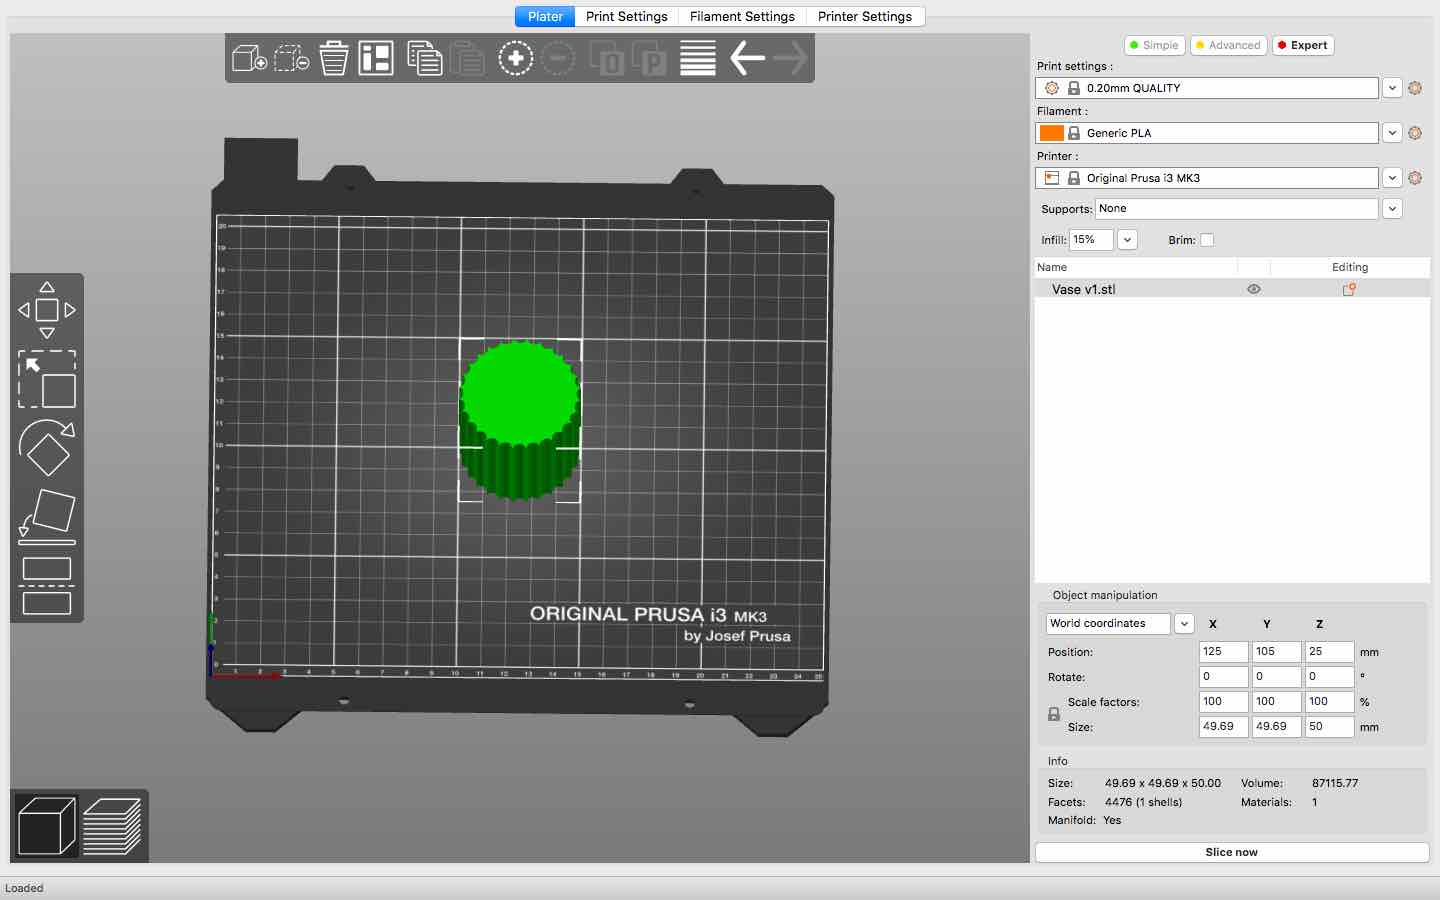 Plater Print Settings Filament Settings Printer Settings
Simple Advanced Expert
Print settings :
0.20mm QUALITY
Filament :
Generic PLA
Printer :
Original Prusa i3 MK3
Supports: None
Infill: 15% Brim:
Name Editing
Vase v1.stl
ORIGINAL PRUSA i3 MK3
by Josef Prusa
Object manipulation
World coordinates X Y Z
Position: 125 105 25 mm
Rotate: 0 0 0 °
Scale factors: 100 100 100 %
Size: 49.69 49.69 50 mm
Info
Size: 49.69 x 49.69 x 50.00 Volume: 87115.77
Facets: 4476 (1 shells) Materials: 1
Manifold: Yes
Slice now
Loaded